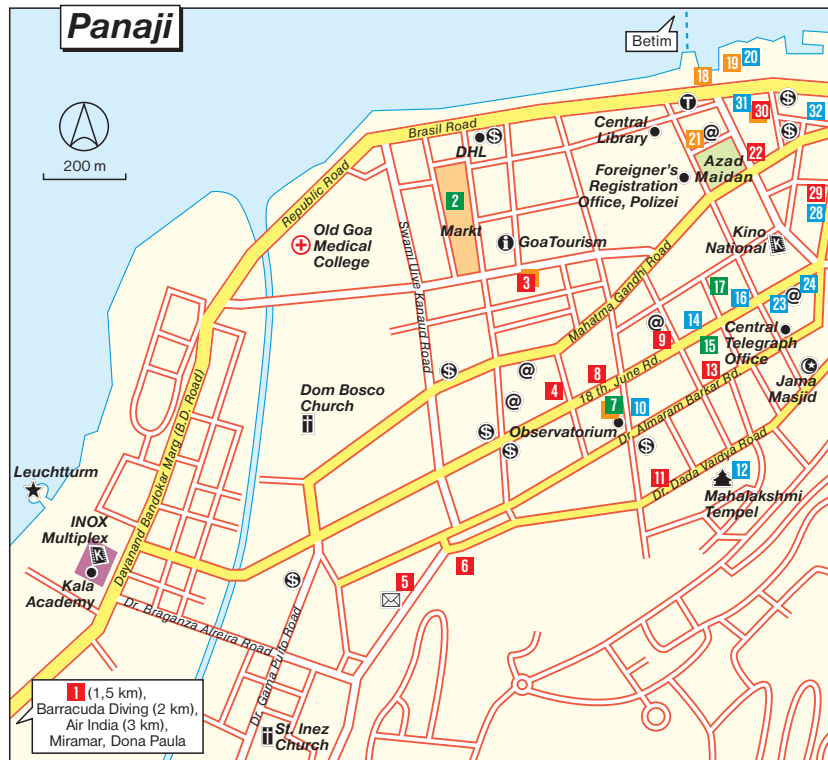 Panaji
Betim
200 m
19
20
18
31
30
32
Brasil Road
Central
Library
21
@
22
DHL
Azad
Maidan
Foreigner's
Registration
Office, Polizei
29
28
Republic Road
2
Markt
Old Goa
Medical
College
GoaTourism
Kino
National
3
Swami Uive Kanaud Road
Mahatma Gandhi Road
17
16
24
23
@
14
@
9
Central
Telegraph
Office
15
13
Jama
Masjid
8
18 th. June Rd.
@
4
@
Dom Bosco
Church
7
10
Observatorium
Dr. Almaram Barkar Rd.
11
12
Dr. Dada Vaidya Road
Mahalakshmi
Tempel
Leuchtturm
INOX
Multiplex
Kala
Academy
Dayanand Bandokar Marg (B.D. Road)
6
5
Dr. Braganza Alreira Road
Dr. Gama Pulto Road
St. Inez
Church
1 (1,5 km),
Barracuda Diving (2 km),
Air India (3 km),
Miramar, Dona Paula